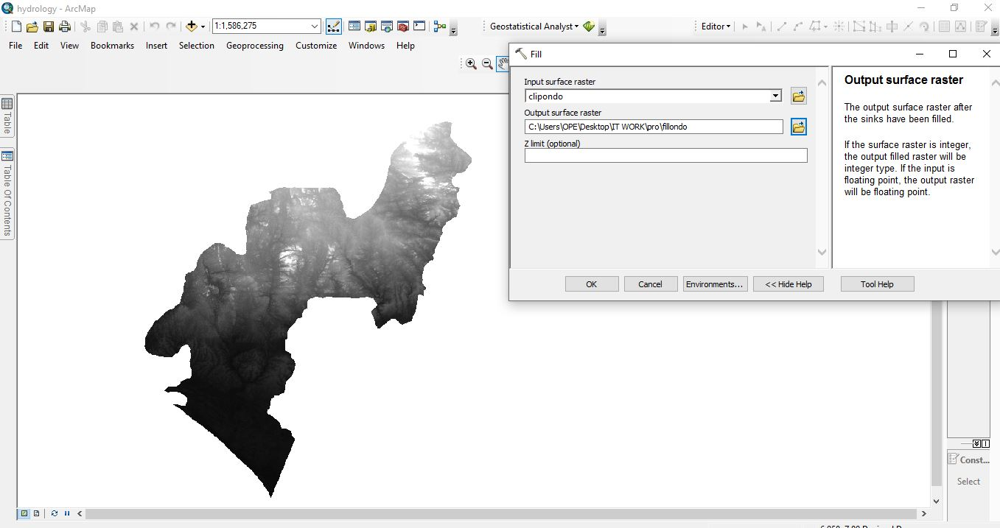 hydrology - ArcMap
1:1,586,275
Geostatistical Analyst
Editor
File Edit View Bookmarks Insert Selection Geoprocessing Customize Windows Help
Table
Table Of Contents
Fill
Input surface raster
clipondo
Output surface raster
C:\Users\OPE\Desktop\IT WORK\pro\fillondo
Z limit (optional)
OK Cancel Environments... << Hide Help Tool Help
Output surface raster
The output surface raster after
the sinks have been filled.
If the surface raster is integer,
the output filled raster will be
integer type. If the input is
floating point, the output raster
will be floating point.
Const...
Select